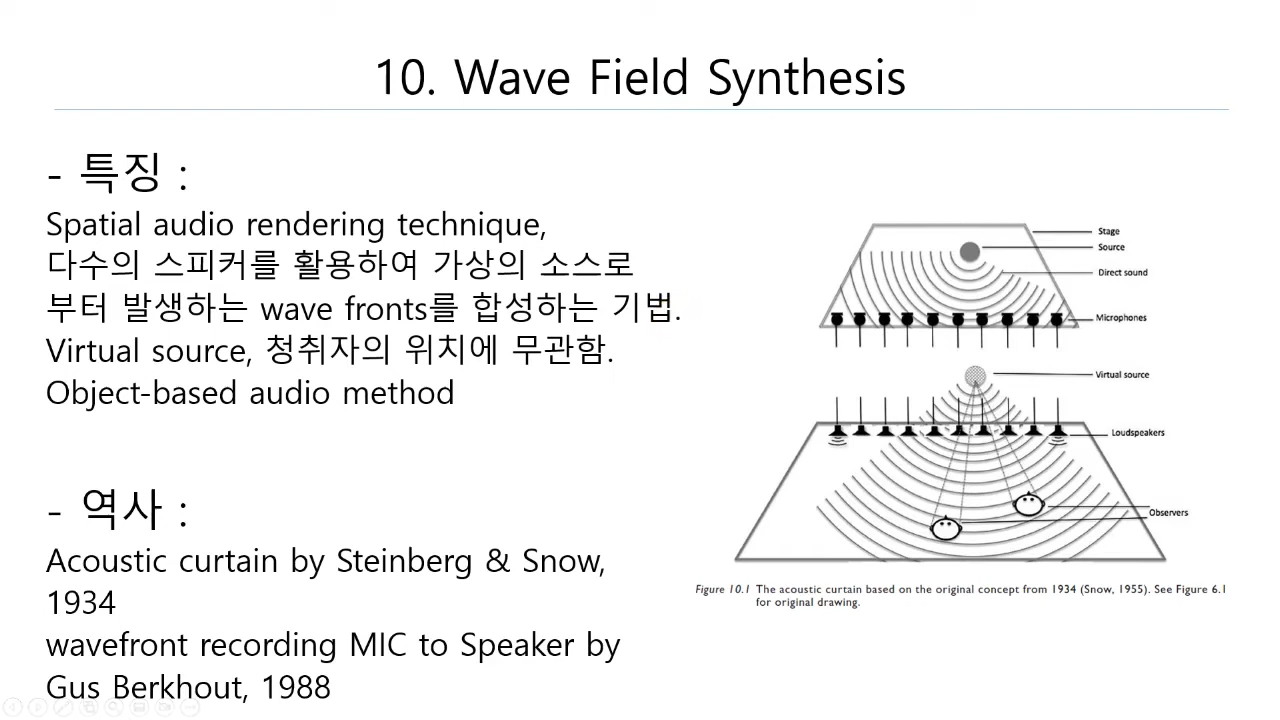 10. Wave Field Synthesis
- 특징 :
Spatial audio rendering technique,
다수의 스피커를 활용하여 가상의 소스로
부터 발생하는 wave fronts를 합성하는 기법.
Virtual source, 청취자의 위치에 무관함.
Object-based audio method
- 역사 :
Acoustic curtain by Steinberg & Snow,
1934
wavefront recording MIC to Speaker by
Gus Berkhout, 1988
Stage
Source
Direct sound
Microphones
Virtual source
Loudspeakers
Observers
Figure 10.1 The acoustic curtain based on the original concept from 1934 (Snow, 1955). See Figure 6.1
for original drawing.